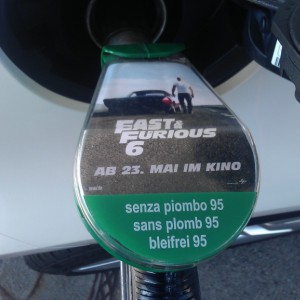 FAST &
FURIOUS
6
AB 23. MAI IM KINO
senza piombo 95
sans plomb 95
bleifrei 95